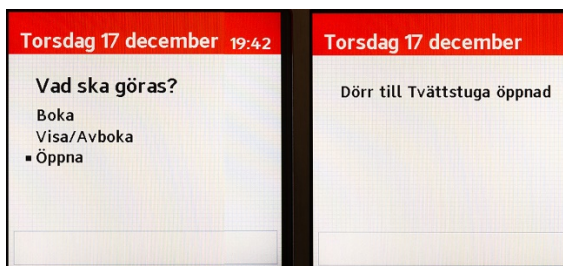 Torsdag 17 december 19:42
Vad ska göras?
Boka
Visa/Avboka
Öppna
Torsdag 17 december
Dörr till Tvättstuga öppnad